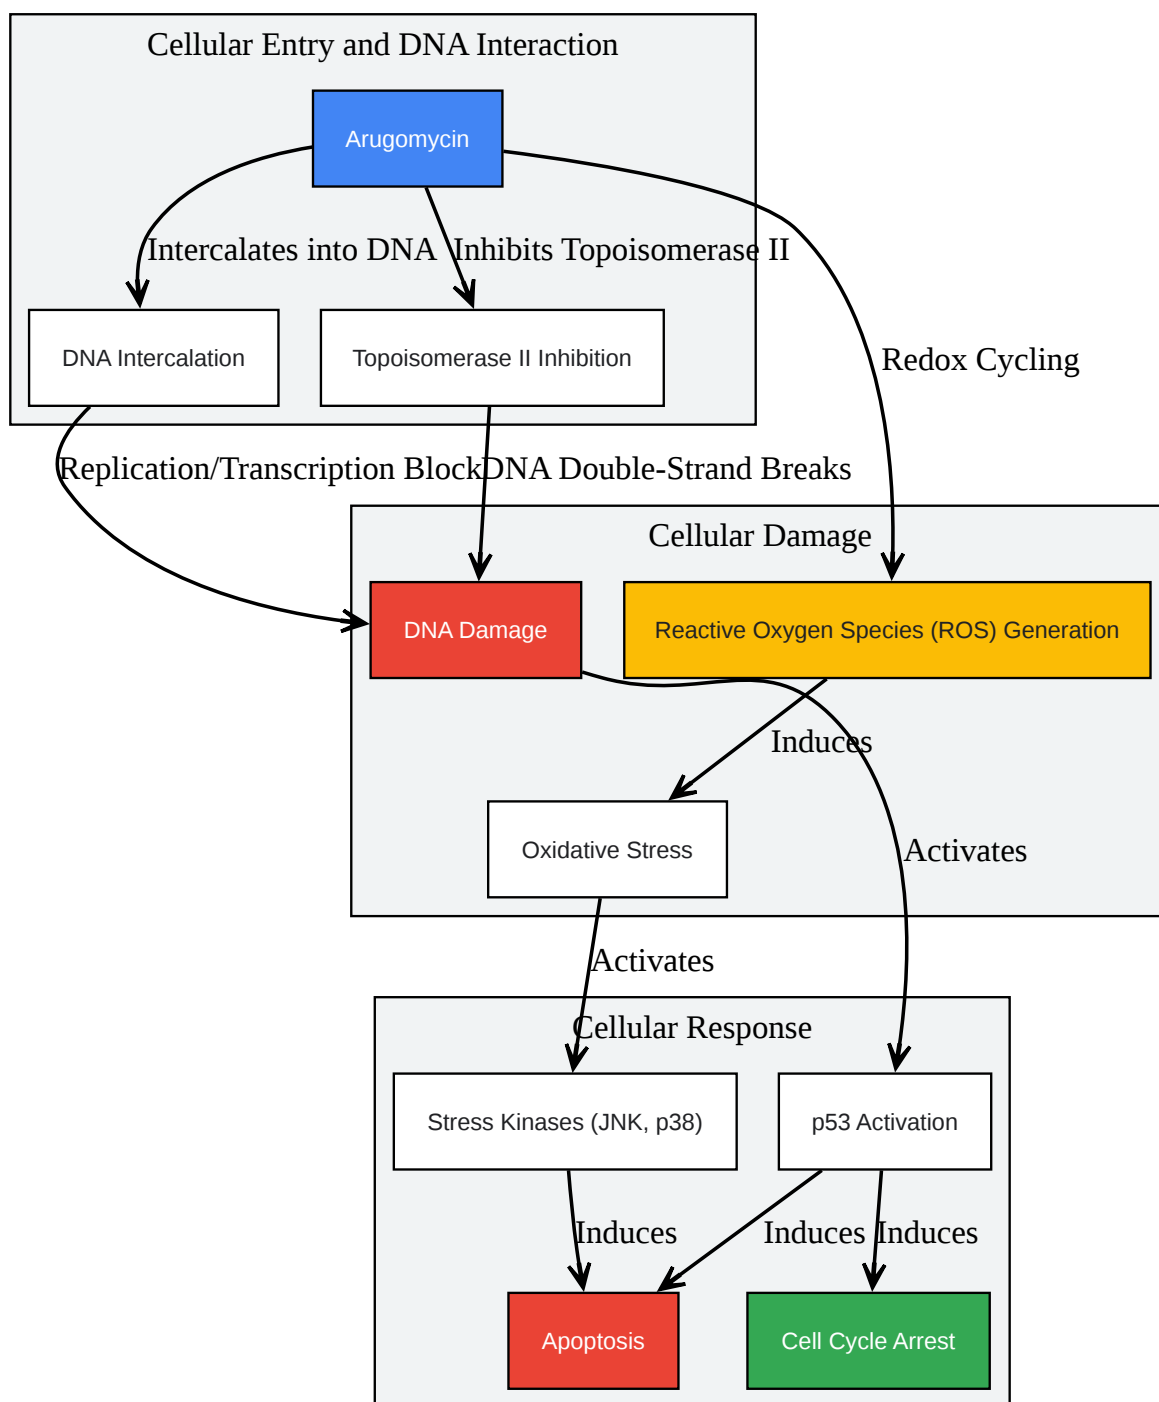 Cellular Entry and DNA Interaction
Arugomycin
Intercalates into DNA
Inhibits Topoisomerase II
DNA Intercalation
Topoisomerase II Inhibition
Redox Cycling
Replication/Transcription Block
DNA Double-Strand Breaks
Cellular Damage
DNA Damage
Reactive Oxygen Species (ROS) Generation
Induces
Oxidative Stress
Activates
Activates
Cellular Response
Stress Kinases (JNK, p38)
p53 Activation
Induces
Induces
Induces
Apoptosis
Cell Cycle Arrest